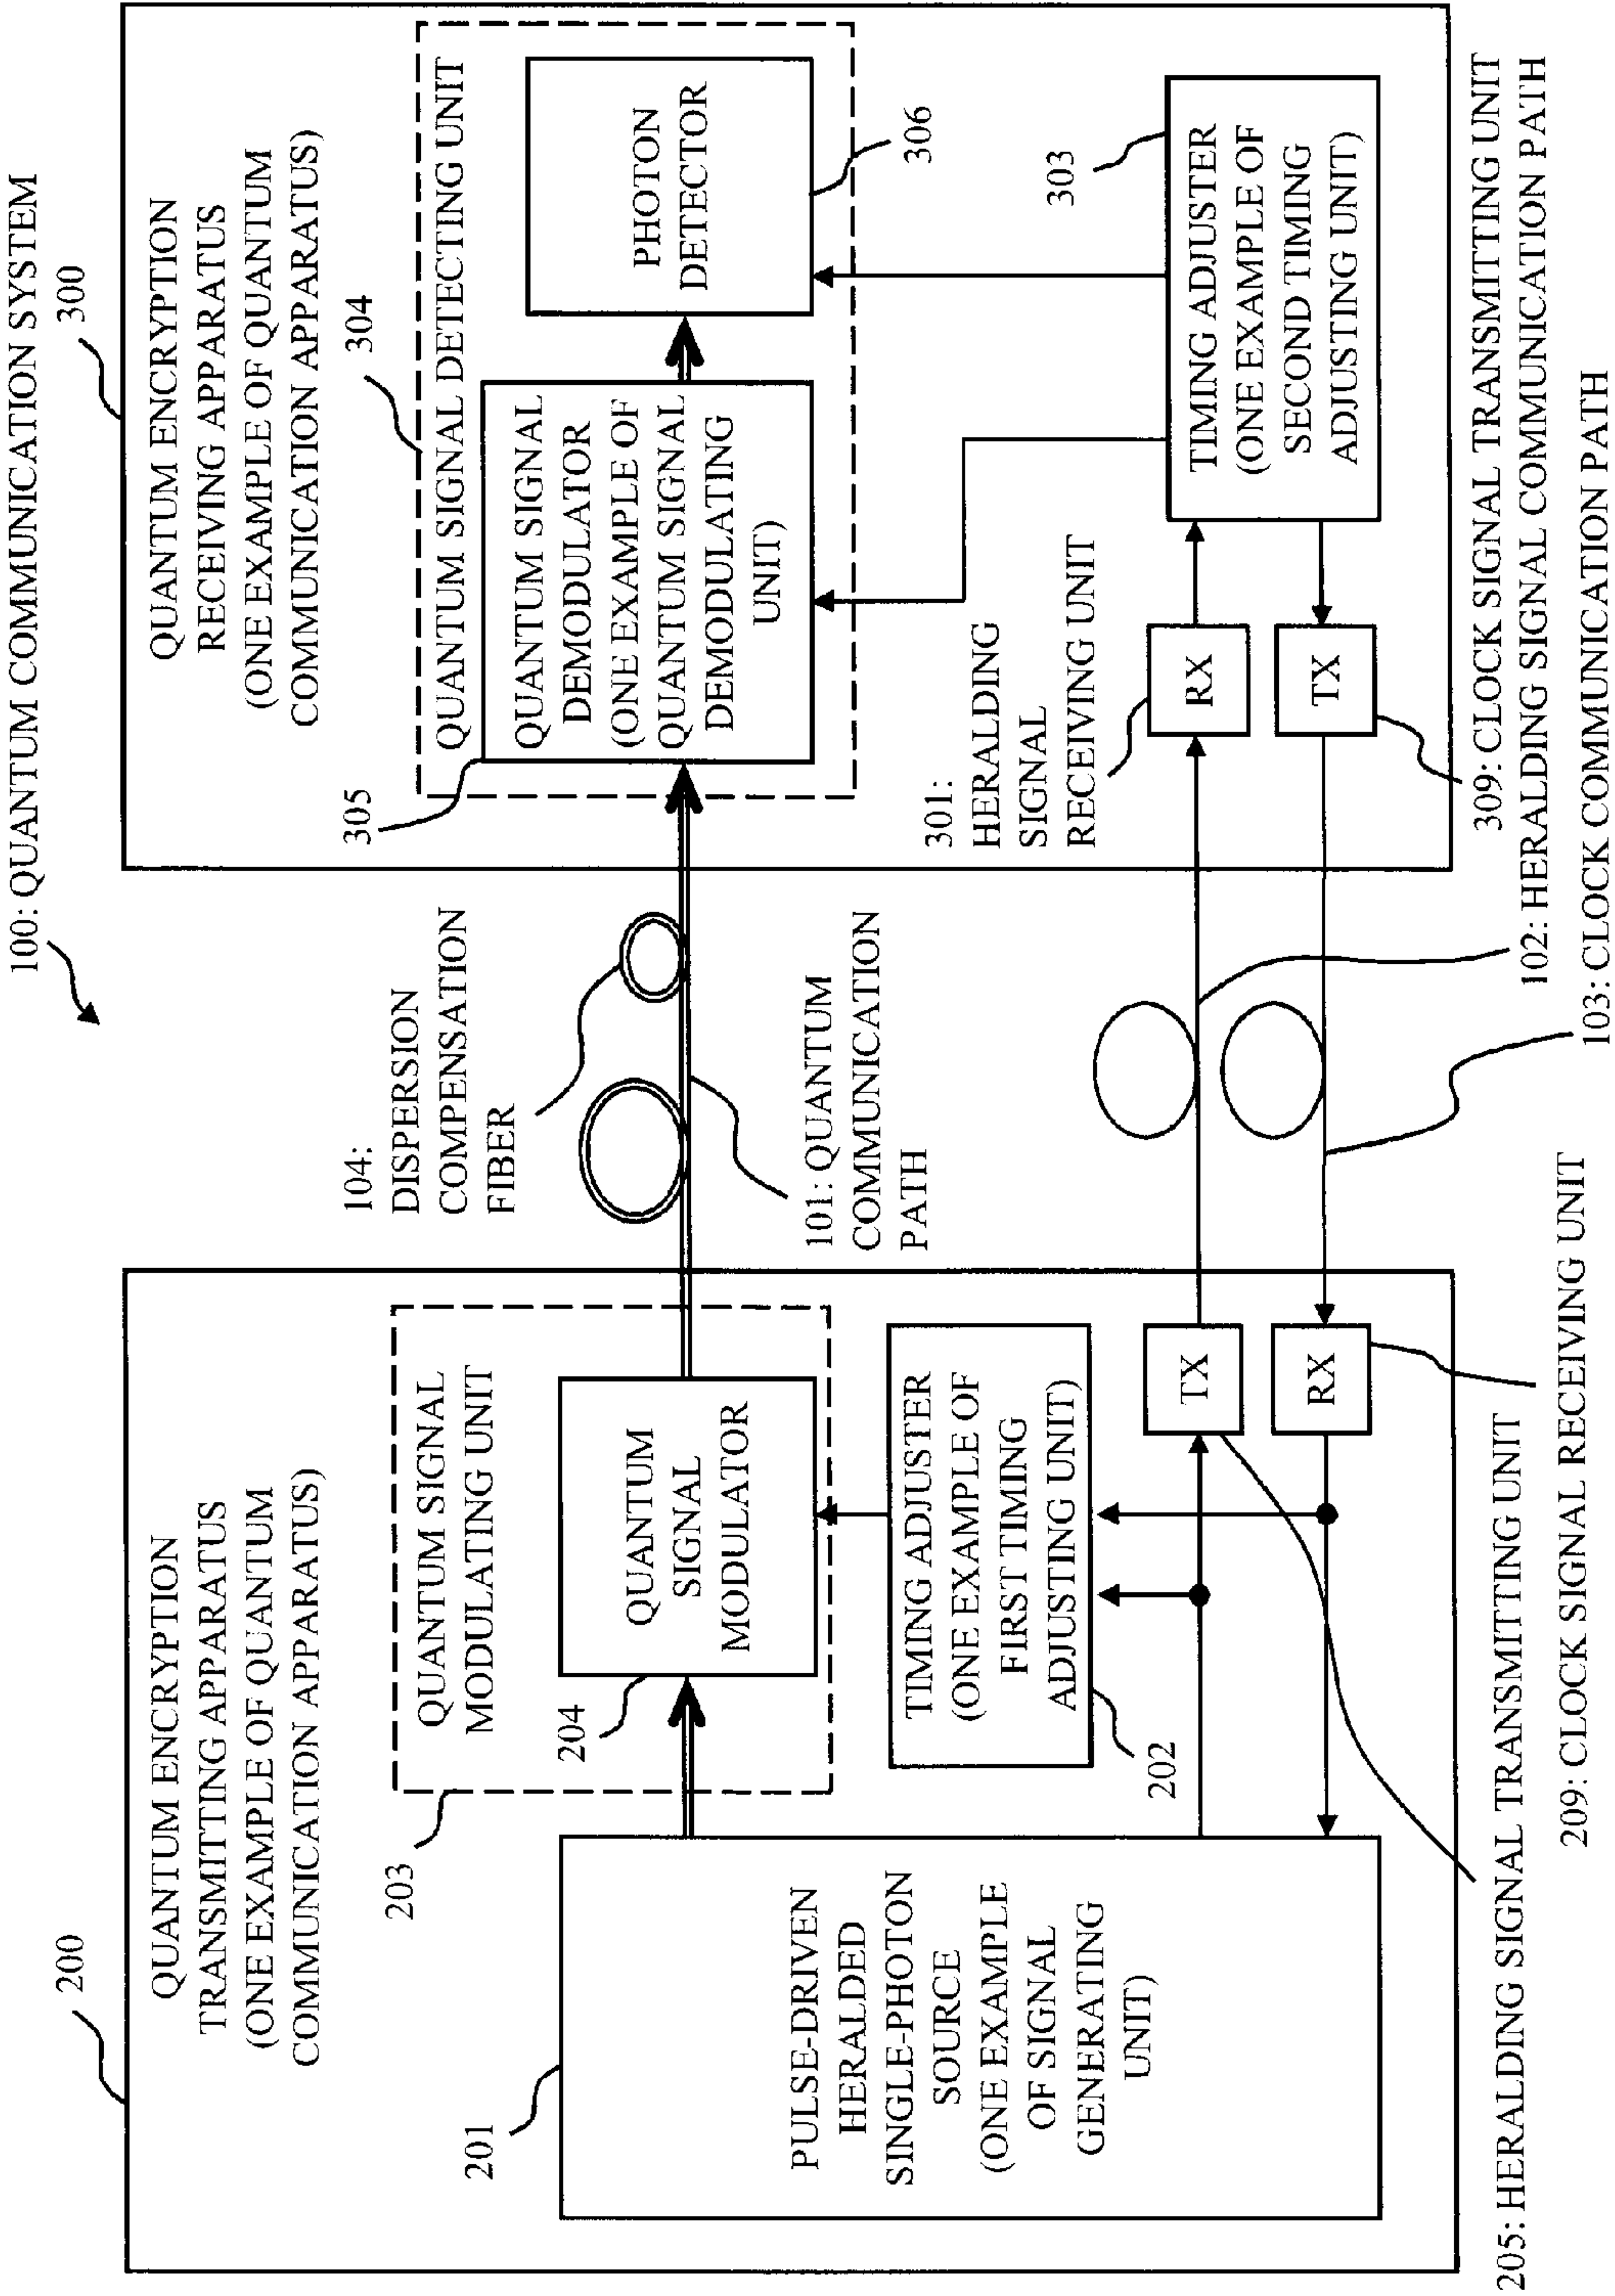 100: QUANTUM COMMUNICATION SYSTEM
200
QUANTUM ENCRYPTION
TRANSMITTING APPARATUS
(ONE EXAMPLE OF QUANTUM
COMMUNICATION APPARATUS)
201
PULSE-DRIVEN
HERALDED
SINGLE-PHOTON
SOURCE
(ONE EXAMPLE
OF SIGNAL
GENERATING
UNIT)
203
QUANTUM SIGNAL
MODULATING UNIT
204
QUANTUM
SIGNAL
MODULATOR
202
TIMING ADJUSTER
(ONE EXAMPLE OF
FIRST TIMING
ADJUSTING UNIT)
TX
RX
205: HERALDING SIGNAL TRANSMITTING UNIT
209: CLOCK SIGNAL RECEIVING UNIT
104:
DISPERSION
COMPENSATION
FIBER
101: QUANTUM
COMMUNICATION
PATH
300
QUANTUM ENCRYPTION
RECEIVING APPARATUS
(ONE EXAMPLE OF QUANTUM
COMMUNICATION APPARATUS)
304
QUANTUM SIGNAL DETECTING UNIT
305
QUANTUM SIGNAL
DEMODULATOR
(ONE EXAMPLE OF
QUANTUM SIGNAL
DEMODULATING
UNIT)
PHOTON
DETECTOR
306
301:
HERALDING
SIGNAL
RECEIVING UNIT
RX
TX
303
TIMING ADJUSTER
(ONE EXAMPLE OF
SECOND TIMING
ADJUSTING UNIT)
309: CLOCK SIGNAL TRANSMITTING UNIT
102: HERALDING SIGNAL COMMUNICATION PATH
103: CLOCK COMMUNICATION PATH